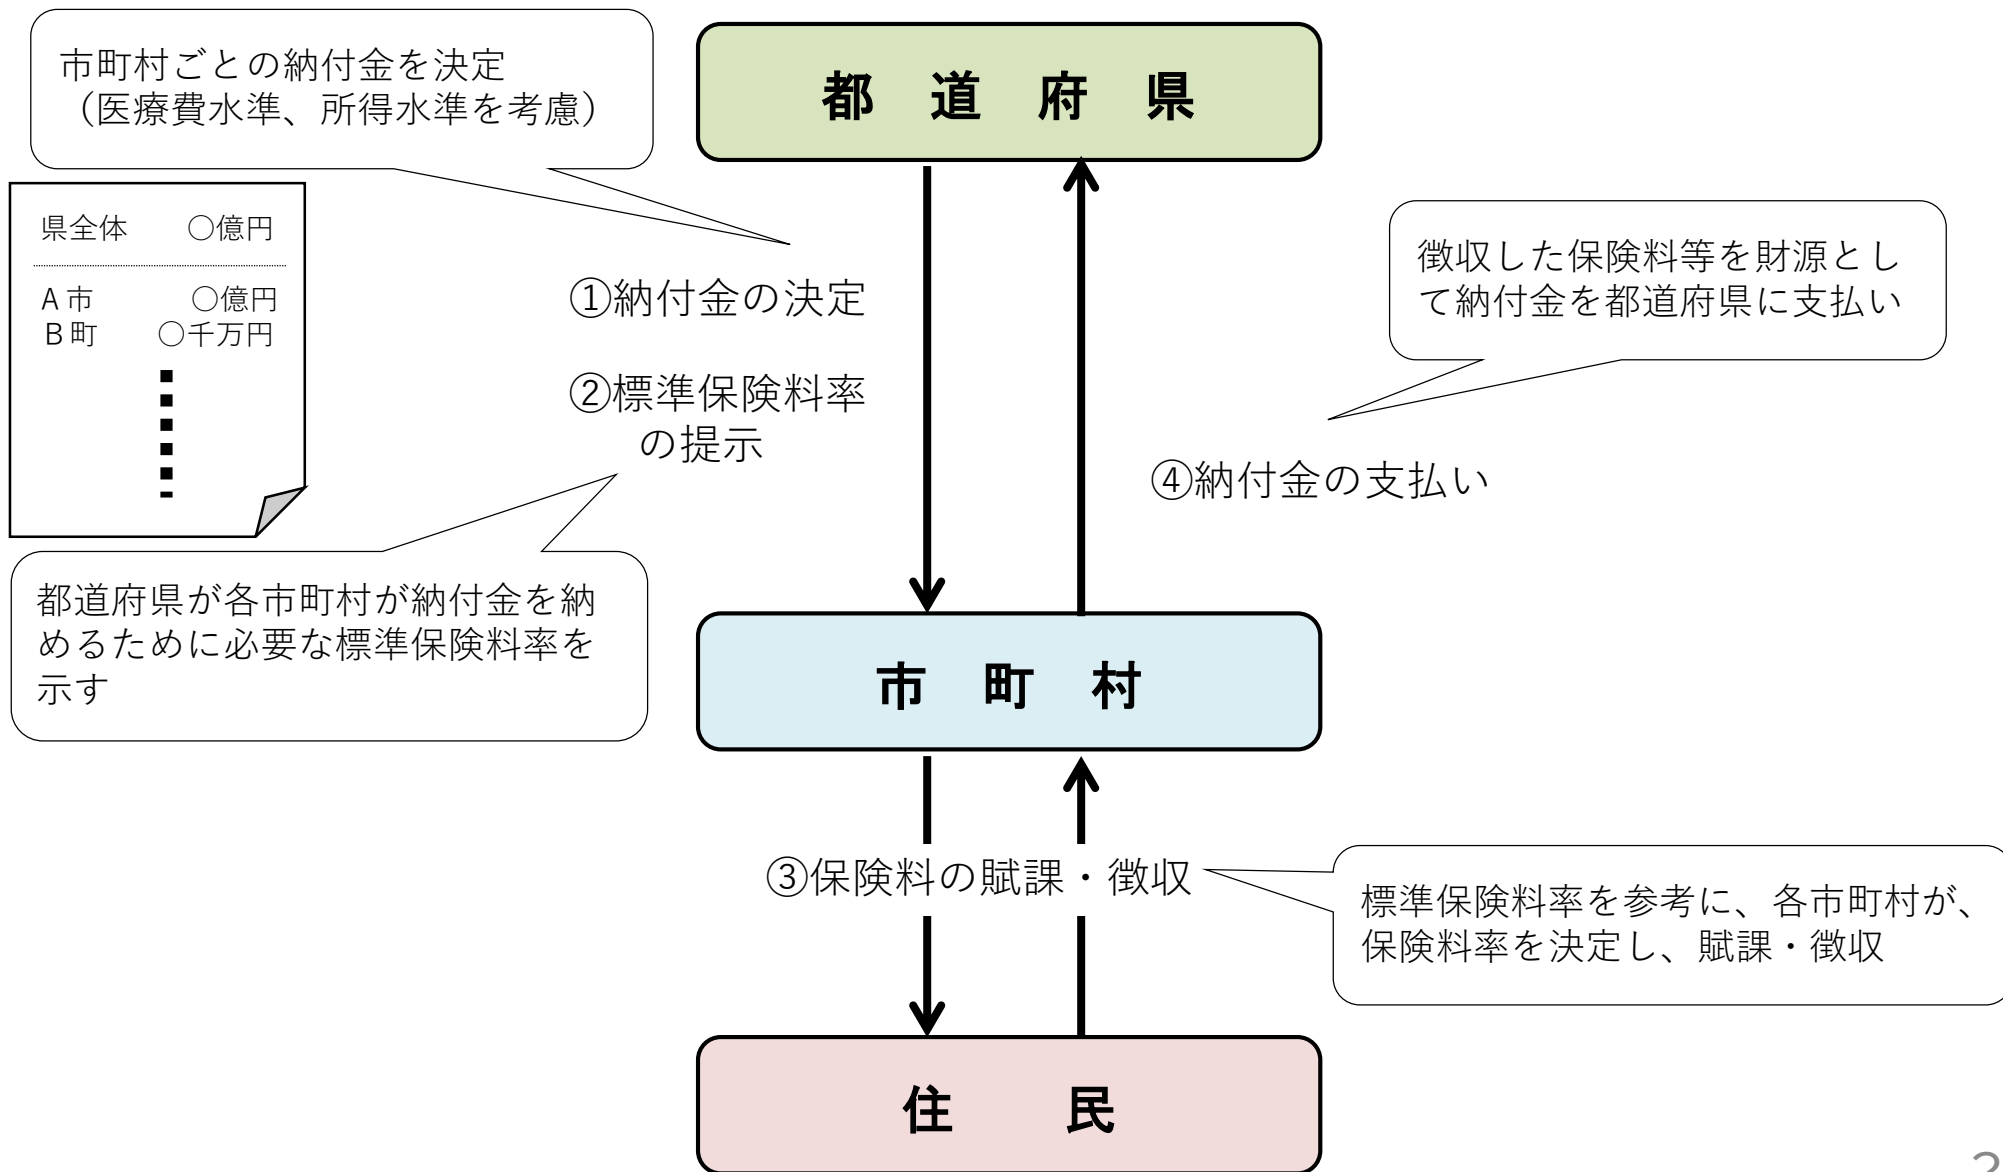 市町村ごとの納付金を決定
（医療費水準、所得水準を考慮）
都　道　府　県
県全体　　○億円
A市　　　○億円
B町　　○千万円
①納付金の決定
②標準保険料率
の提示
徴収した保険料等を財源とし
て納付金を都道府県に支払い
④納付金の支払い
都道府県が各市町村が納付金を納
めるために必要な標準保険料率を
示す
市　町　村
③保険料の賦課・徴収
標準保険料率を参考に、各市町村が、
保険料率を決定し、賦課・徴収
住　　民